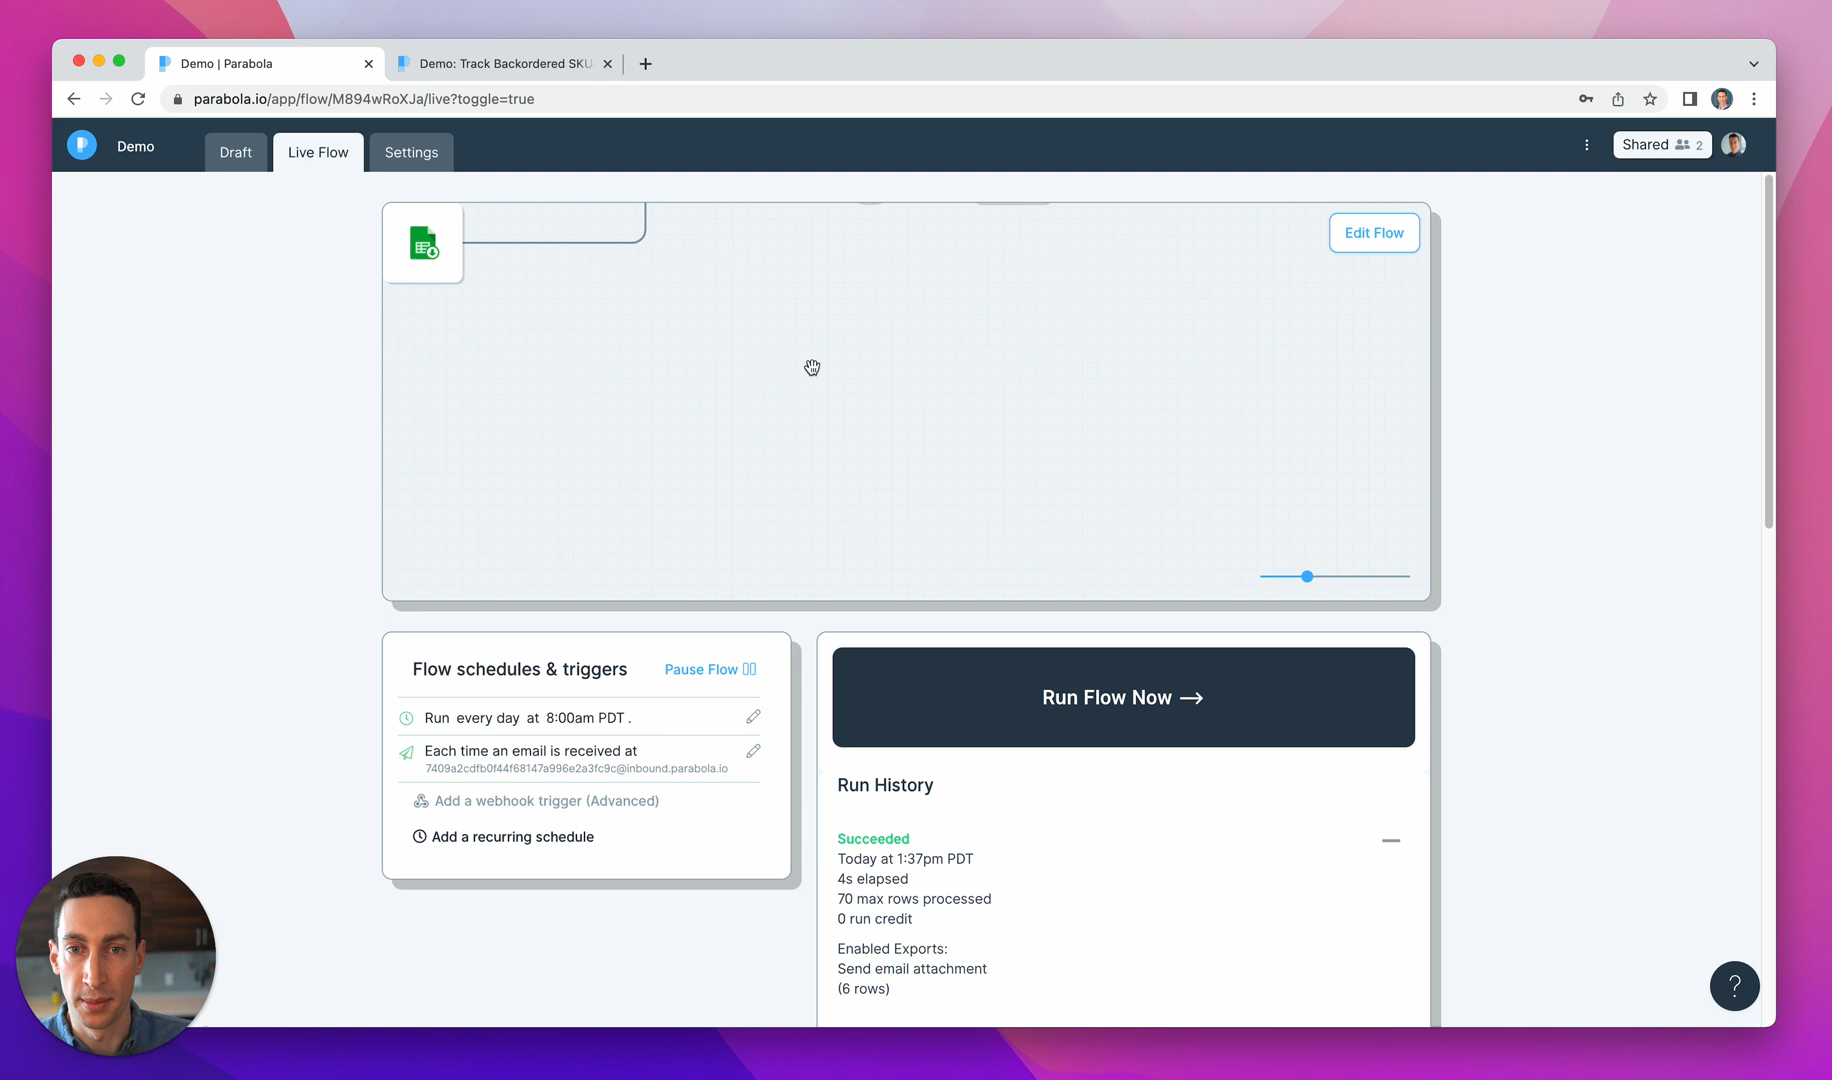 Demo | Parabola
Demo: Track Backordered SKU
parabola.io/app/flow/M894wRoXJa/live?toggle=true
Demo
Draft
Live Flow
Settings
Shared 2
Edit Flow
Flow schedules & triggers
Pause Flow
Run every day at 8:00am PDT .
Each time an email is received at
7409a2cdfb0f44f68147a996e2a3fc9c@inbound.parabola.io
Add a webhook trigger (Advanced)
Add a recurring schedule
Run Flow Now →
Run History
Succeeded
Today at 1:37pm PDT
4s elapsed
70 max rows processed
0 run credit
Enabled Exports:
Send email attachment
(6 rows)
?